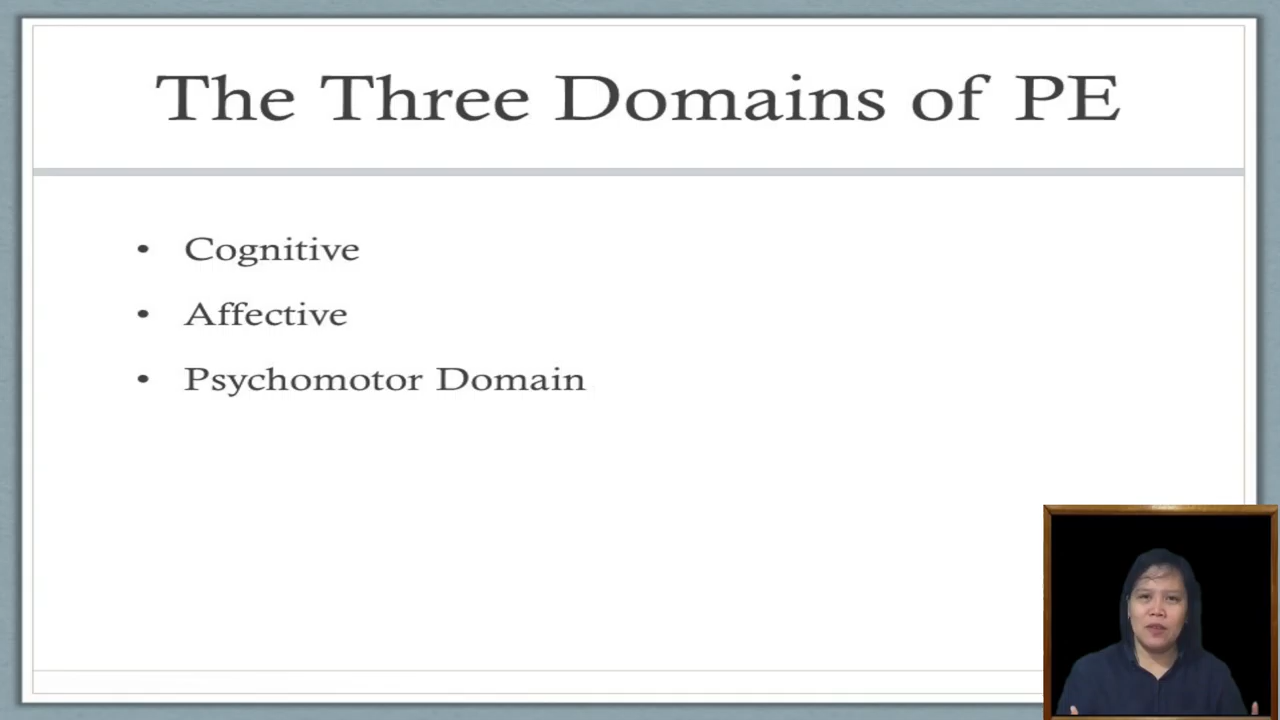 The Three Domains of PE
• Cognitive
• Affective
• Psychomotor Domain